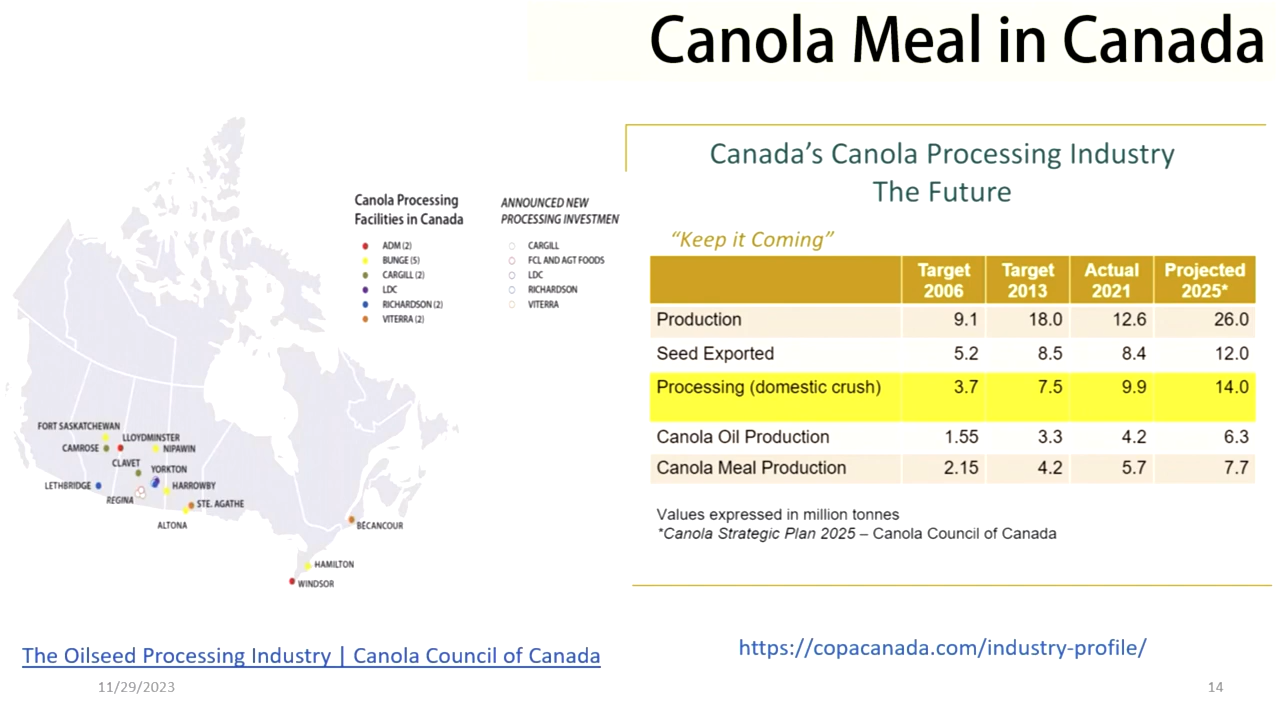 Canola Meal in Canada
Canola Processing
Facilities in Canada
ADM (2)
BUNGE (5)
CARGILL (2)
LDC
RICHARDSON (2)
VITERRA (2)
ANNOUNCED NEW
PROCESSING INVESTMEN
CARGILL
FCL AND AGT FOODS
LDC
RICHARDSON
VITERRA
FORT SASKATCHEWAN
LLOYDMINSTER
CAMROSE
NIPAWIN
CLAVET
YORKTON
LETHBRIDGE
HARROWBY
REGINA
STE. AGATHE
ALTONA
BÉCANCOUR
HAMILTON
WINDSOR
Canada’s Canola Processing Industry
The Future
“Keep it Coming”
Target 2006 Target 2013 Actual 2021 Projected 2025*
Production 9.1 18.0 12.6 26.0
Seed Exported 5.2 8.5 8.4 12.0
Processing (domestic crush) 3.7 7.5 9.9 14.0
Canola Oil Production 1.55 3.3 4.2 6.3
Canola Meal Production 2.15 4.2 5.7 7.7
Values expressed in million tonnes
*Canola Strategic Plan 2025 – Canola Council of Canada
The Oilseed Processing Industry | Canola Council of Canada
https://copacanada.com/industry-profile/
11/29/2023
14